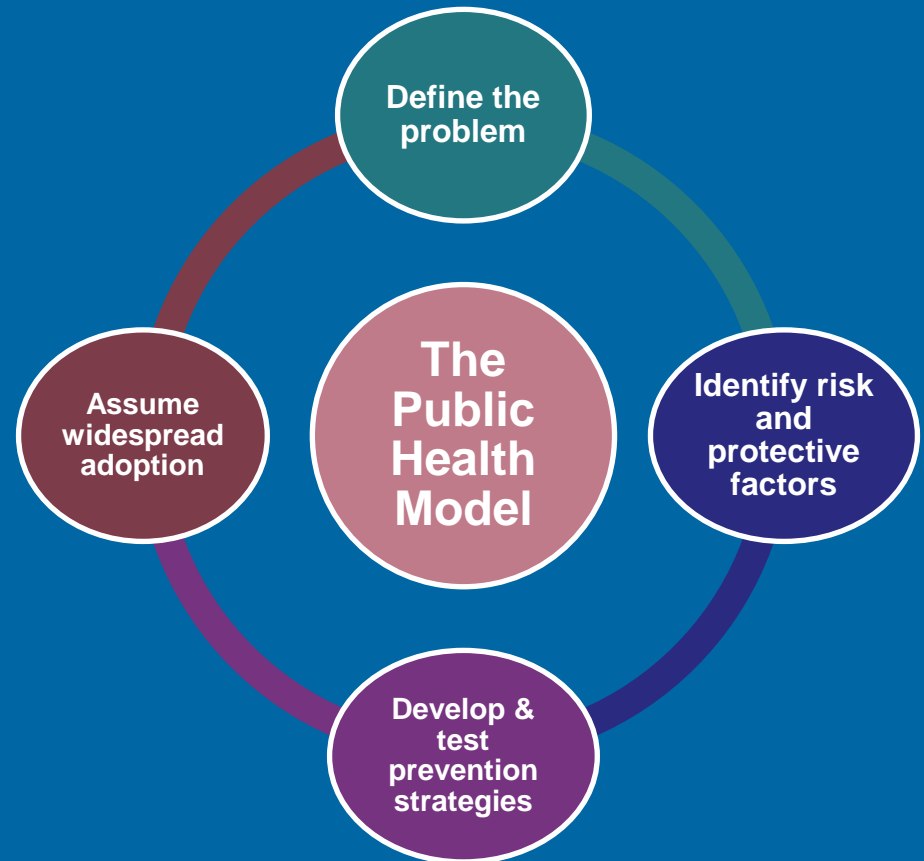 Define the
problem
Identify risk
and
protective
factors
Develop &
test
prevention
strategies
Assume
widespread
adoption
The
Public
Health
Model